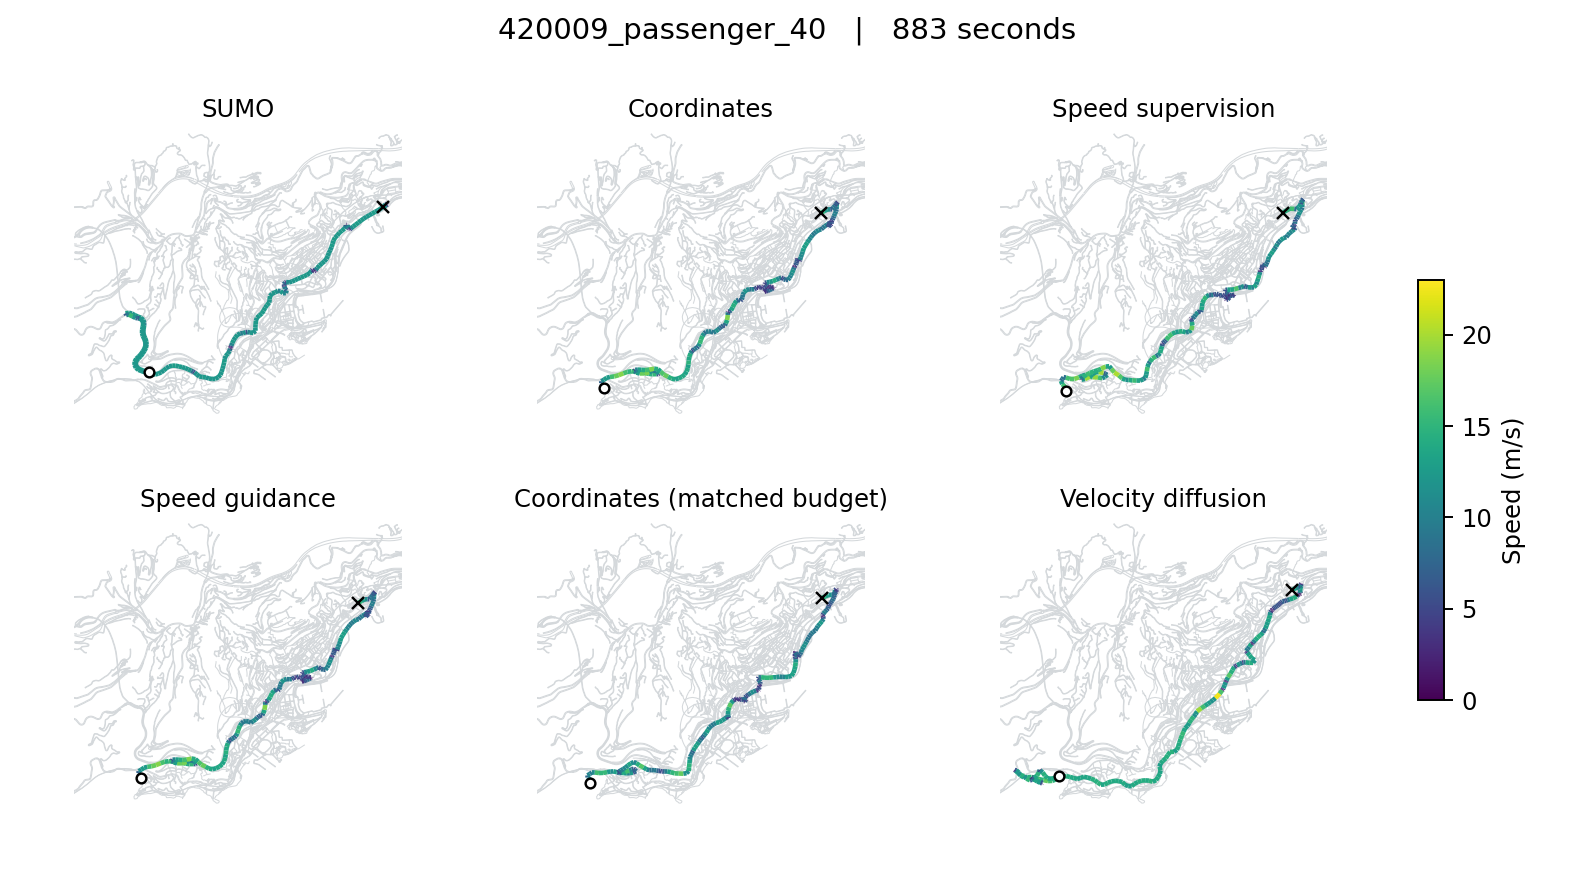 420009_passenger_40 | 883 seconds
SUMO
Coordinates
Speed supervision
Speed guidance
Coordinates (matched budget)
Velocity diffusion
20
15
10
5
0
Speed (m/s)